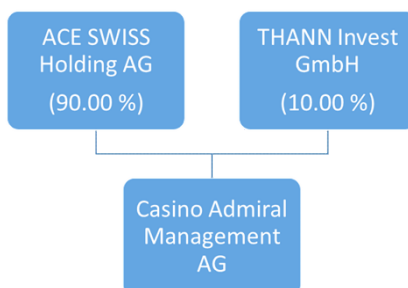 ACE SWISS
Holding AG
(90.00 %)
THANN Invest
GmbH
(10.00 %)
Casino Admiral
Management
AG